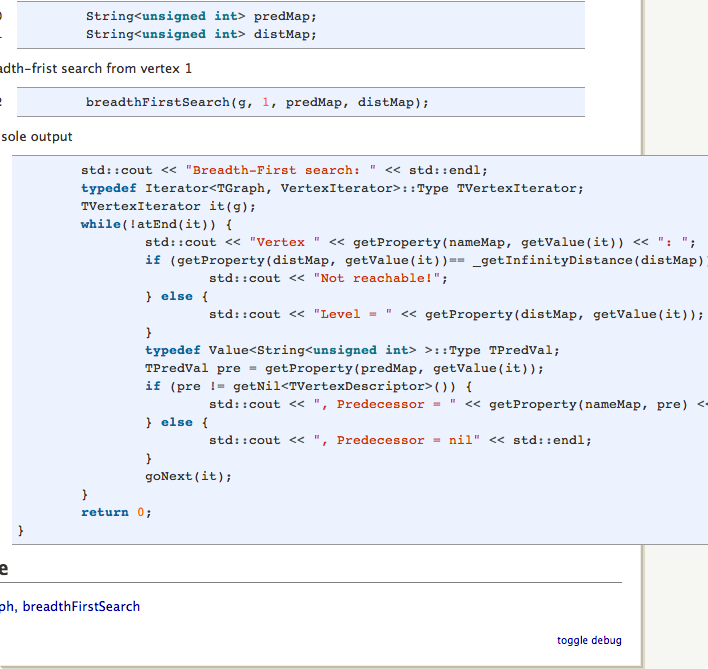 String<unsigned int> predMap;
String<unsigned int> distMap;
adth-frist search from vertex 1
breadthFirstSearch(g, 1, predMap, distMap);
sole output
std::cout << "Breadth-First search: " << std::endl;
typedef Iterator<TGraph, VertexIterator>::Type TVertexIterator;
TVertexIterator it(g);
while(!atEnd(it)) {
std::cout << "Vertex " << getProperty(nameMap, getValue(it)) << ": ";
if (getProperty(distMap, getValue(it))== _getInfinityDistance(distMap))
std::cout << "Not reachable!";
} else {
std::cout << "Level = " << getProperty(distMap, getValue(it));
}
typedef Value<String<unsigned int> >::Type TPredVal;
TPredVal pre = getProperty(predMap, getValue(it));
if (pre != getNil<TVertexDescriptor>()) {
std::cout << ", Predecessor = " << getProperty(nameMap, pre) <<
} else {
std::cout << ", Predecessor = nil" << std::endl;
}
goNext(it);
}
return 0;
}
e
ph, breadthFirstSearch
toggle debug